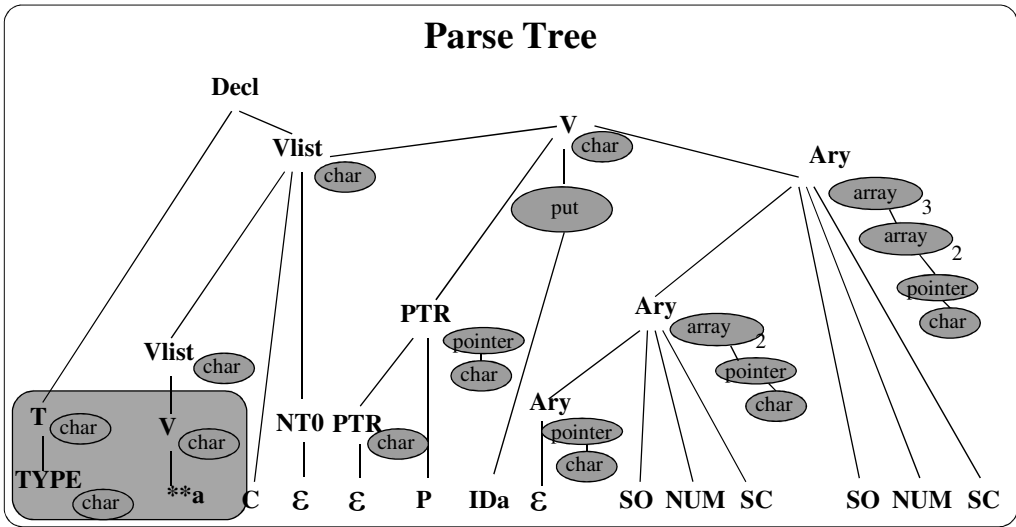 Parse Tree
Decl
Vlist
char
V
char
Ary
array
3
array
2
pointer
char
put
PTR
pointer
char
Ary
array
2
pointer
char
Vlist
char
T
char
V
char
NT0
PTR
char
Ary
pointer
char
TYPE
char
**a
C
ε
ε
P
IDa
ε
SO
NUM
SC
SO
NUM
SC